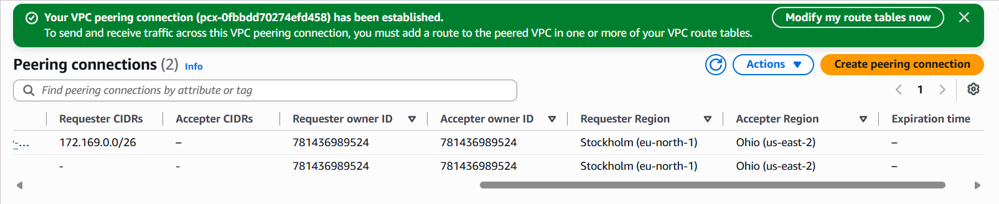 Your VPC peering connection (pcx-0fbbdd70274efd458) has been established.
To send and receive traffic across this VPC peering connection, you must add a route to the peered VPC in one or more of your VPC route tables.
Modify my route tables now
Peering connections (2) Info
Actions
Create peering connection
Find peering connections by attribute or tag
1
Requester CIDRs Accepter CIDRs Requester owner ID Accepter owner ID Requester Region Accepter Region Expiration time
... 172.169.0.0/26 – 781436989524 781436989524 Stockholm (eu-north-1) Ohio (us-east-2) –
- - 781436989524 781436989524 Stockholm (eu-north-1) Ohio (us-east-2) –